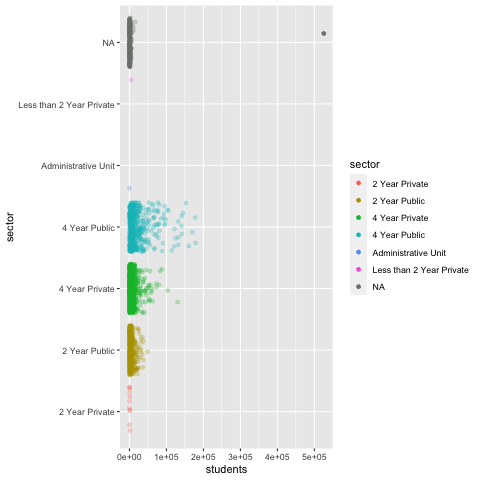 sector
NA
Less than 2 Year Private
Administrative Unit
4 Year Public
4 Year Private
2 Year Public
2 Year Private
0e+00 1e+05 2e+05 3e+05 4e+05 5e+05
students
sector
2 Year Private
2 Year Public
4 Year Private
4 Year Public
Administrative Unit
Less than 2 Year Private
NA